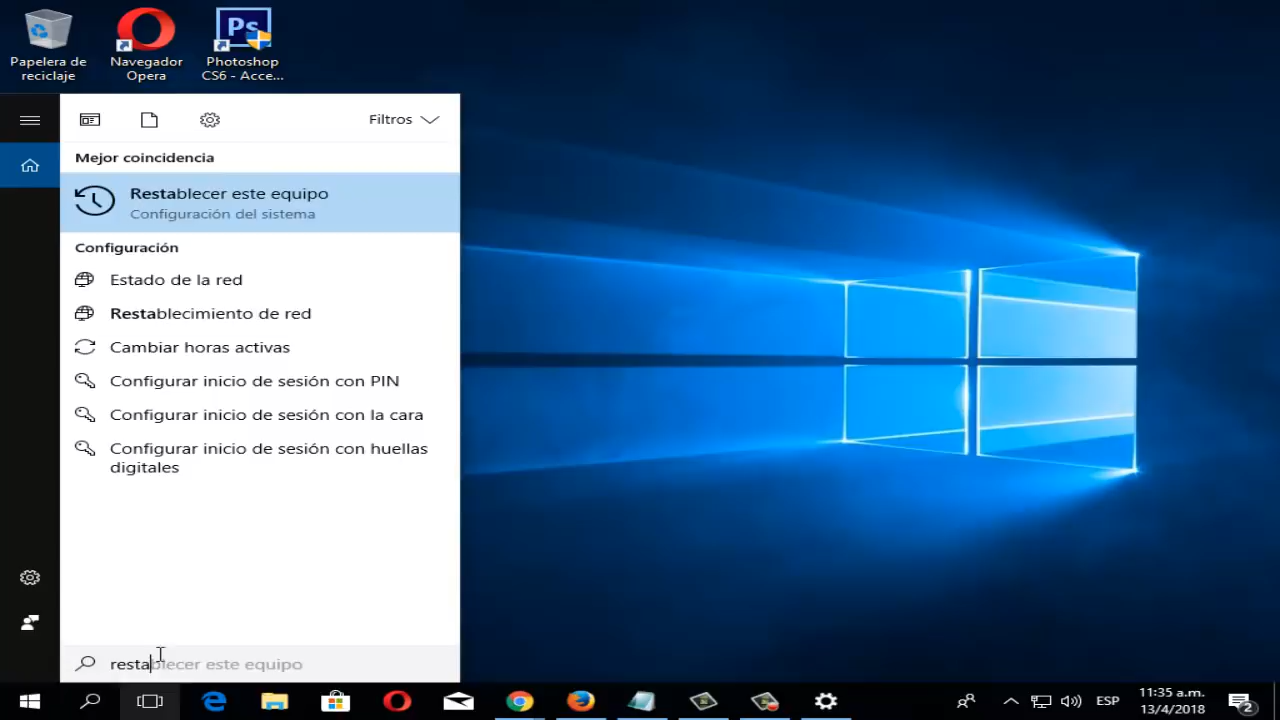 Papelera de
reciclaje
Navegador
Opera
Ps
Photoshop
CS6 - Acce...
Filtros
Mejor coincidencia
Restablecer este equipo
Configuración del sistema
Configuración
Estado de la red
Restablecimiento de red
Cambiar horas activas
Configurar inicio de sesión con PIN
Configurar inicio de sesión con la cara
Configurar inicio de sesión con huellas
digitales
restablecer este equipo
ESP
11:35 a.m.
13/4/2018
2